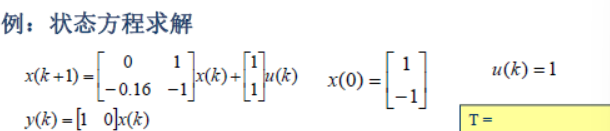 例：状态方程求解
x(k+1) = [0 1; -0.16 -1] x(k) + [1; 1] u(k)   x(0) = [1; -1]   u(k) = 1
y(k) = [1 0] x(k)
T =